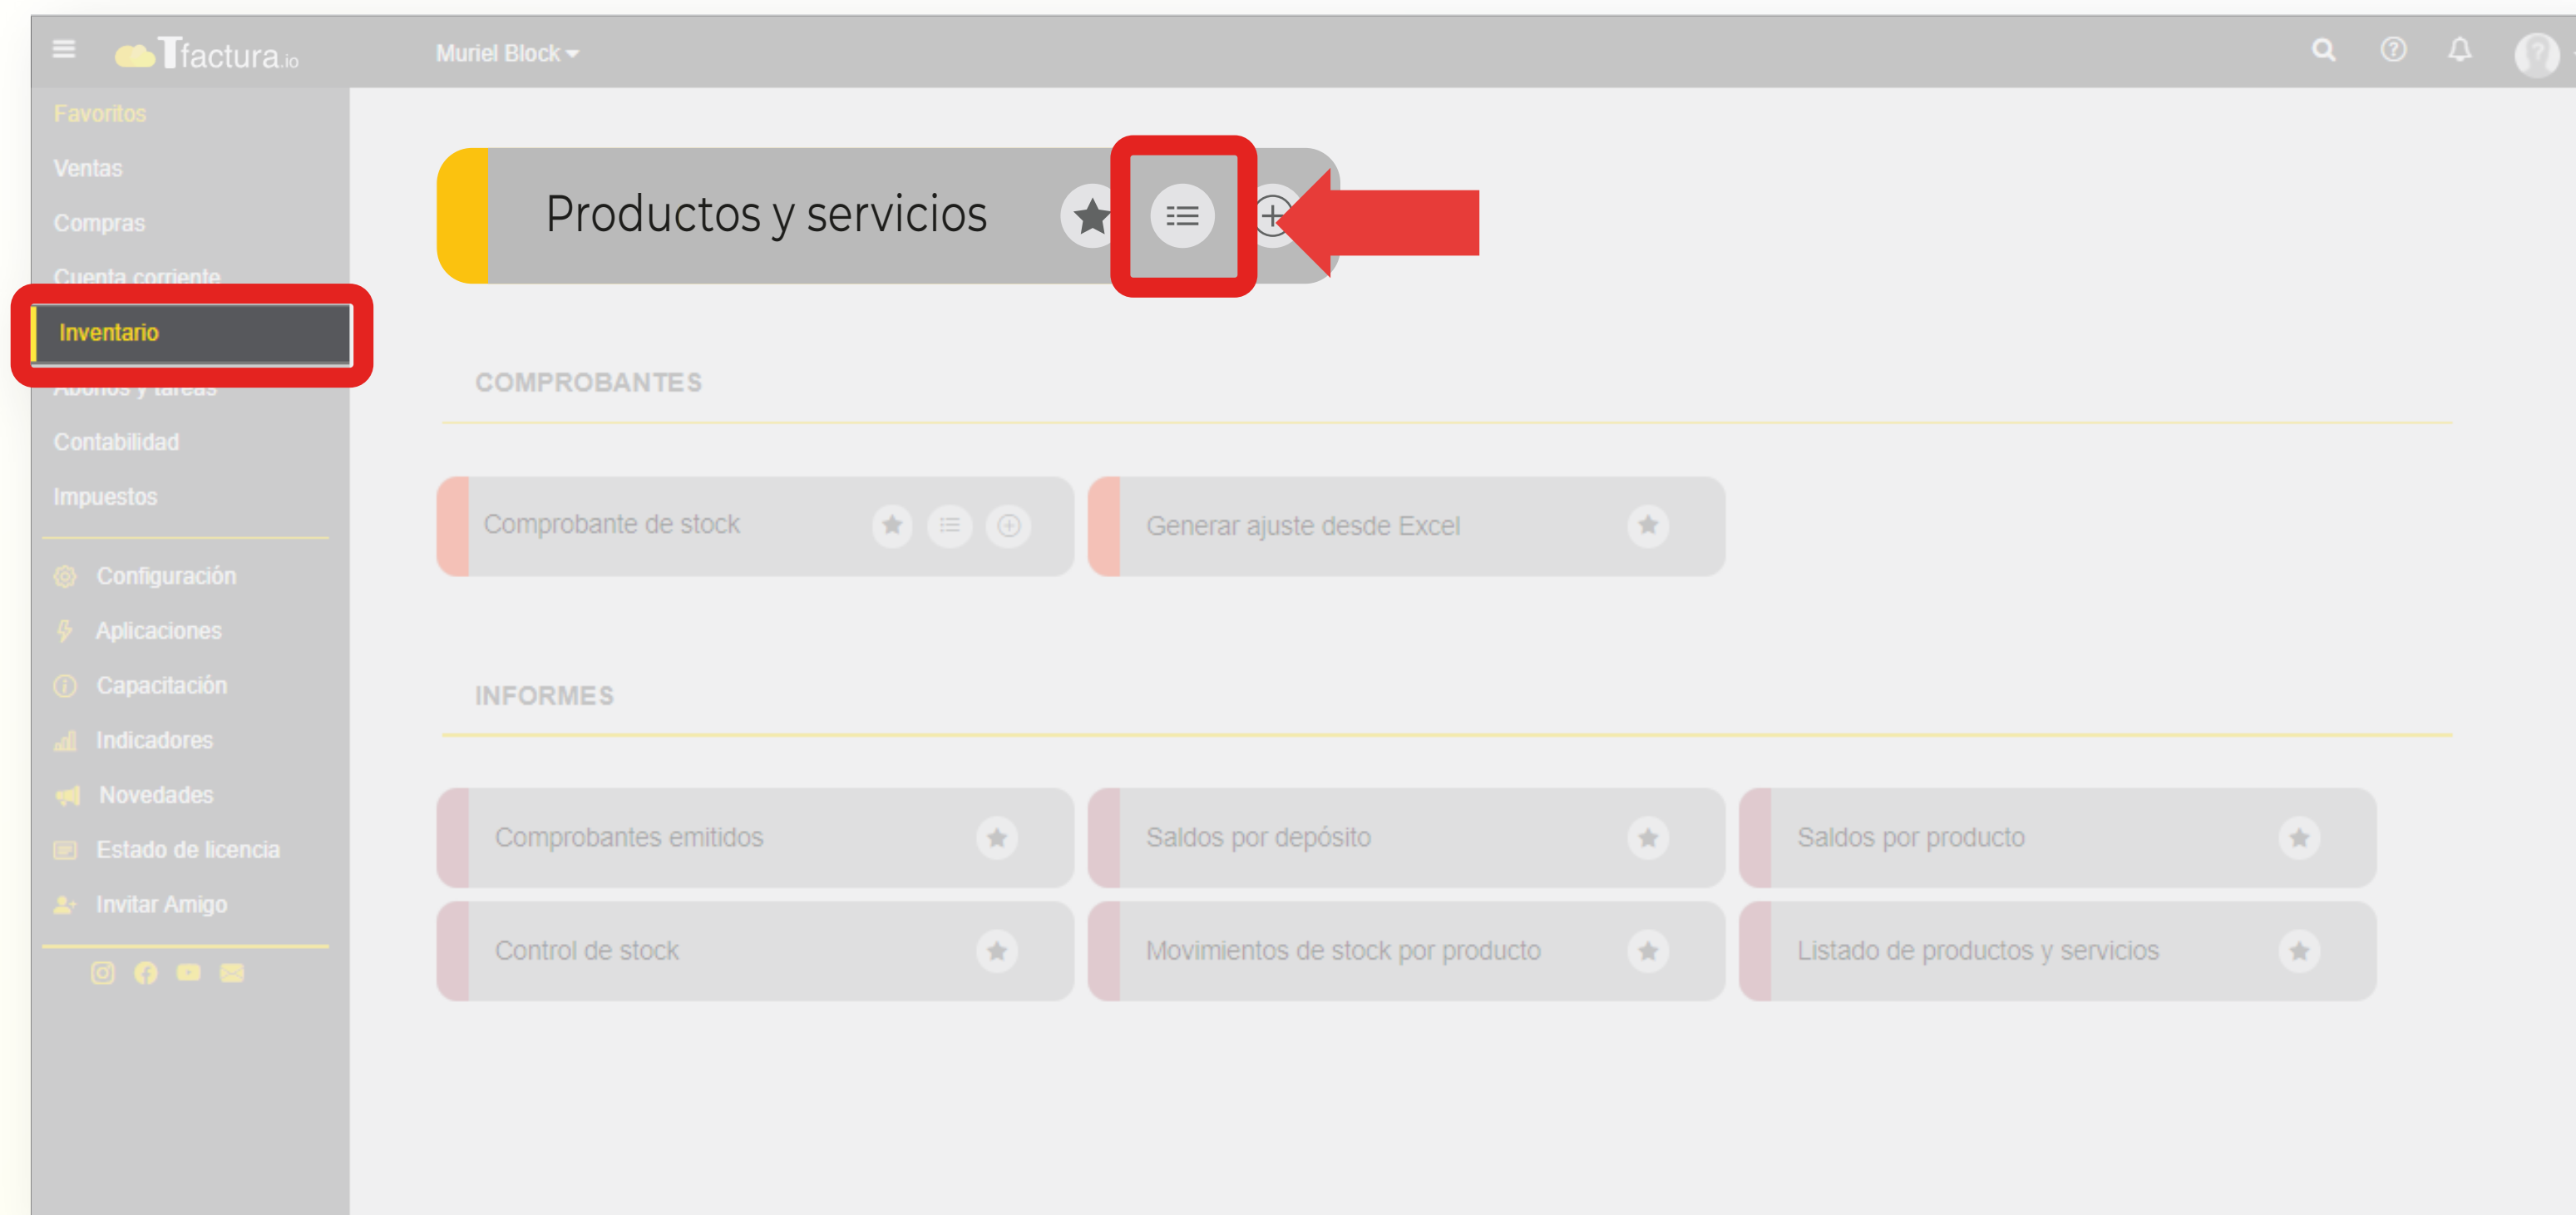 Tfactura.io
Muriel Block
Favoritos
Ventas
Compras
Cuenta corriente
Inventario
Abonos y tareas
Contabilidad
Impuestos
Configuración
Aplicaciones
Capacitación
Indicadores
Novedades
Estado de licencia
Invitar Amigo
Productos y servicios
COMPROBANTES
Comprobante de stock
Generar ajuste desde Excel
INFORMES
Comprobantes emitidos
Saldos por depósito
Saldos por producto
Control de stock
Movimientos de stock por producto
Listado de productos y servicios